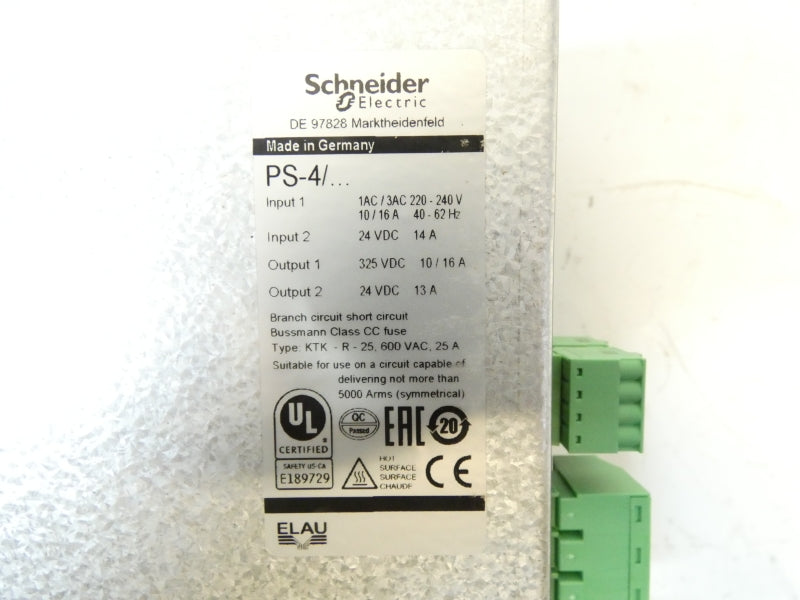 Schneider
Electric
DE 97828 Marktheidenfeld
Made in Germany
PS-4/...
Input 1 1AC / 3AC 220 - 240 V
10 / 16 A 40 - 62 Hz
Input 2 24 VDC 14 A
Output 1 325 VDC 10 / 16 A
Output 2 24 VDC 13 A
Branch circuit short circuit
Bussmann Class CC fuse
Type: KTK - R - 25, 600 VAC, 25 A
Suitable for use on a circuit capable of
delivering not more than
5000 Arms (symmetrical)
UL
®
CERTIFIED
SAFETY US-CA
E189729
QC
Passed
EAC
20
HOT
SURFACE
SURFACE
CHAUDE
CE
ELAU